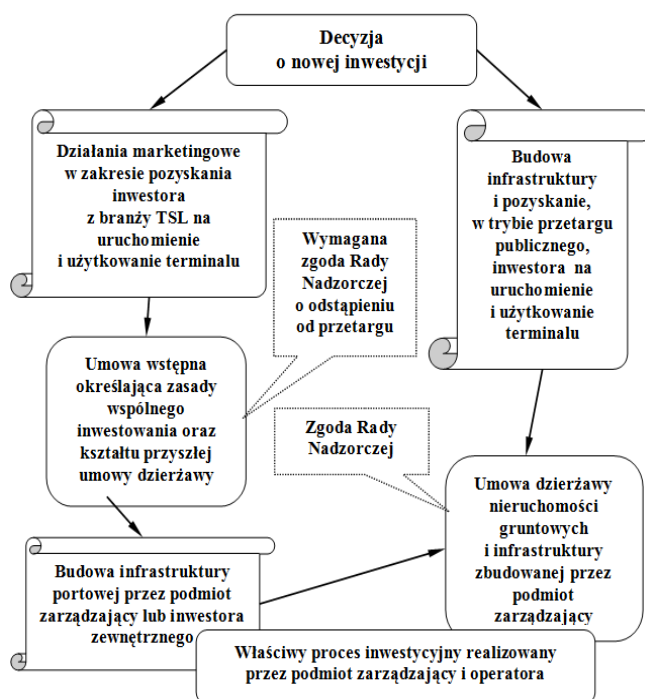 Decyzja
o nowej inwestycji
Działania marketingowe
w zakresie pozyskania
inwestora
z branży TSL na
uruchomienie
i użytkowanie terminalu
Budowa
infrastruktury
i pozyskanie,
w trybie przetargu
publicznego,
inwestora na
uruchomienie
i użytkowanie
terminalu
Wymagana
zgoda Rady
Nadzorczej
o odstąpieniu
od przetargu
Umowa wstępna
określająca zasady
wspólnego
inwestowania oraz
kształtu przyszłej
umowy dzierżawy
Zgoda Rady
Nadzorczej
Umowa dzierżawy
nieruchomości
gruntowych
i infrastruktury
zbudowanej przez
podmiot
zarządzający
Budowa infrastruktury
portowej przez podmiot
zarządzający lub inwestora
zewnętrznego
Właściwy proces inwestycyjny realizowany
przez podmiot zarządzający i operatora